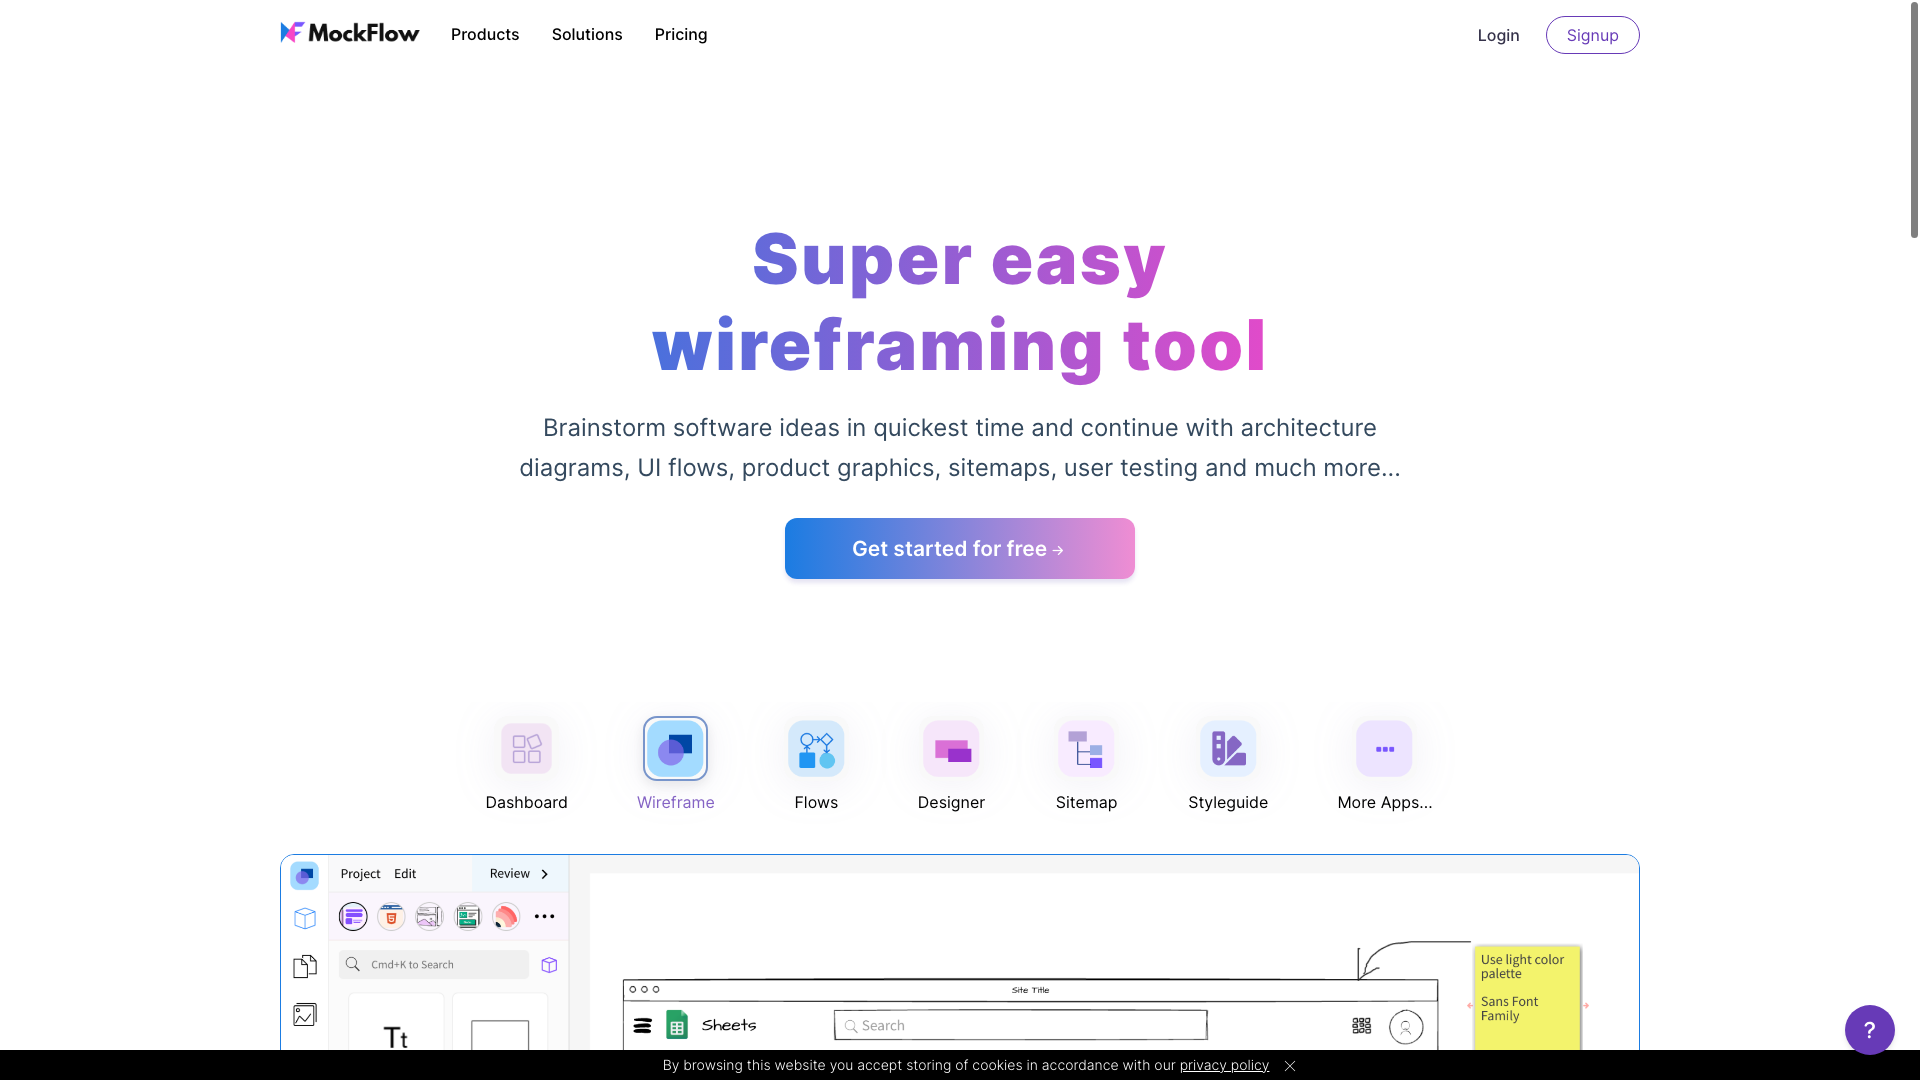 MockFlow
Products
Solutions
Pricing
Login
Signup
Super easy
wireframing tool
Brainstorm software ideas in quickest time and continue with architecture
diagrams, UI flows, product graphics, sitemaps, user testing and much more...
Get started for free →
Dashboard
Wireframe
Flows
Designer
Sitemap
Styleguide
More Apps...
Project
Edit
Review
Cmd+K to Search
Tt
Site Title
Sheets
Search
Use light color
palette
Sans Font
Family
?
By browsing this website you accept storing of cookies in accordance with our privacy policy